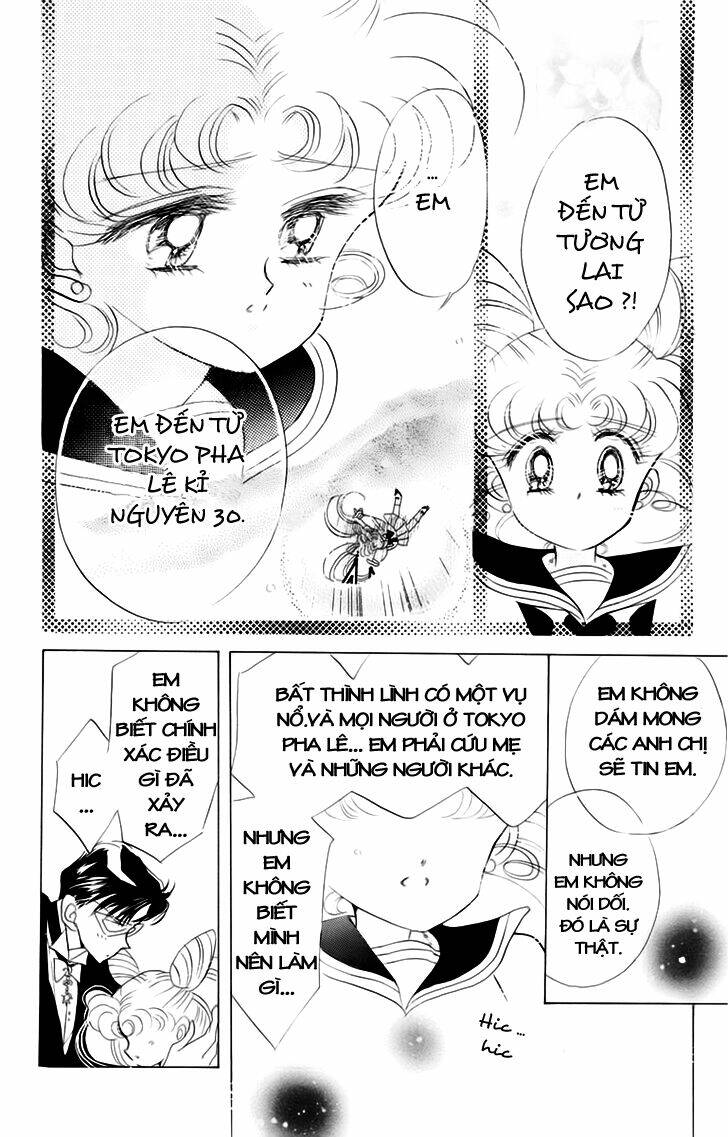 EM
ĐẾN TỪ
TƯƠNG LAI
SAO ?!
...
EM
EM ĐẾN TỪ
TOKYO PHA
LÊ KỈ
NGUYÊN 30.
EM KHÔNG
DÁM MONG
CÁC ANH CHỊ
SẼ TIN EM.
NHƯNG
EM KHÔNG
NÓI DỐI.
ĐÓ LÀ SỰ
THẬT.
BẤT THÌNH LÌNH CÓ MỘT VỤ
NỔ,VÀ MỌI NGƯỜI Ở TOKYO
PHA LÊ... EM PHẢI CỨU MẸ
VÀ NHỮNG NGƯỜI KHÁC.
NHƯNG
EM
KHÔNG
BIẾT
MÌNH
NÊN LÀM
GÌ...
Hic ...
hic
EM
KHÔNG
BIẾT CHÍNH
XÁC ĐIỀU
GÌ ĐÃ
XẢY
RA...
HIC
...